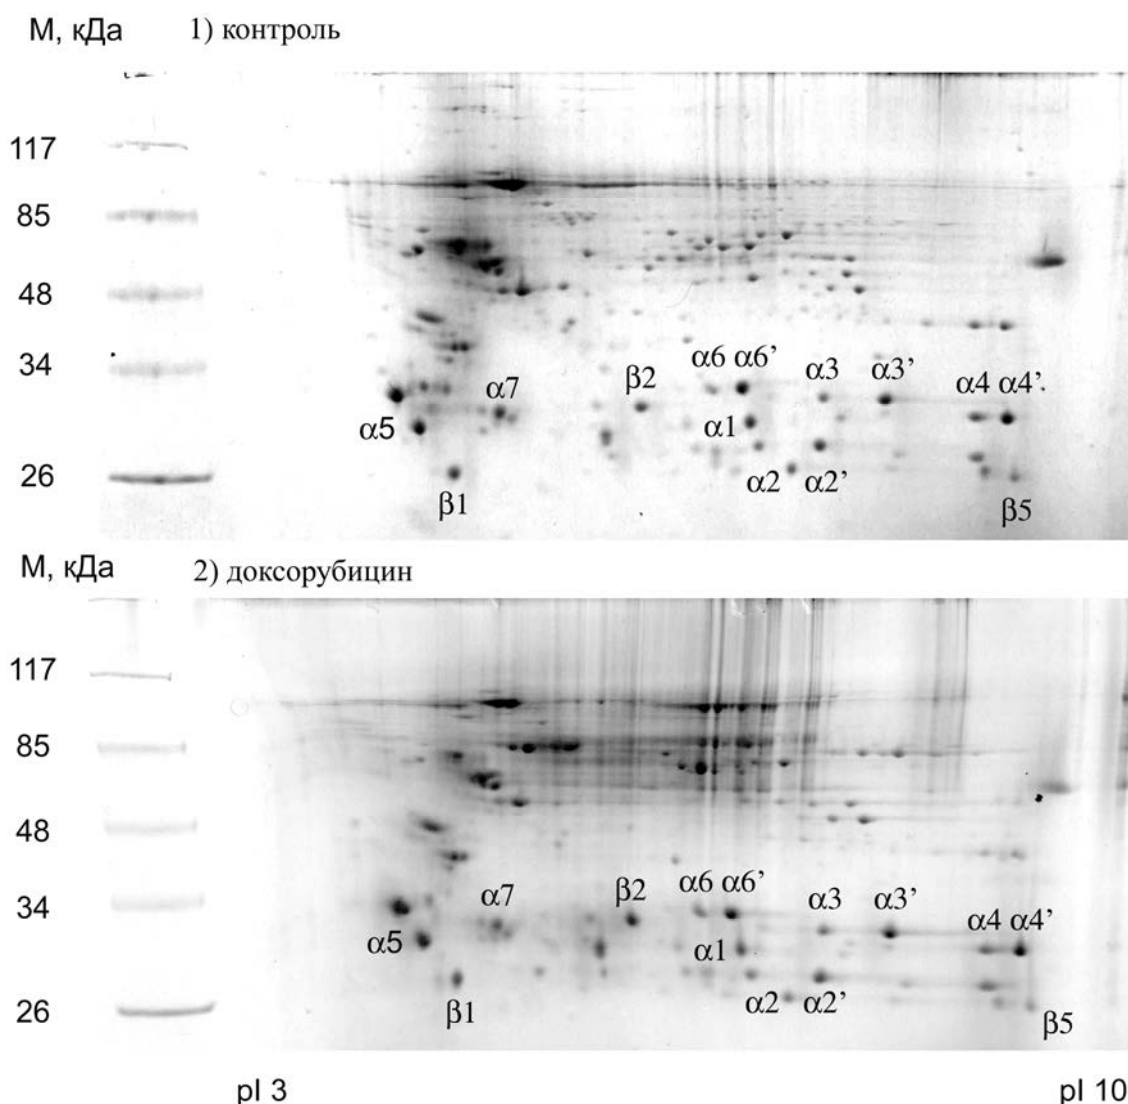 М, кДа 1) контроль
117
85
48
34
26
α6 α6’ α3 α3’ α4 α4’
β2
α7
α1
α5
α2 α2’
β1 β5
М, кДа 2) доксорубицин
117
85
48
34
26
α6 α6’
β2 α3 α3’ α4 α4’
α7
α5 α1
α2 α2’
β1 β5
pI 3 pI 10